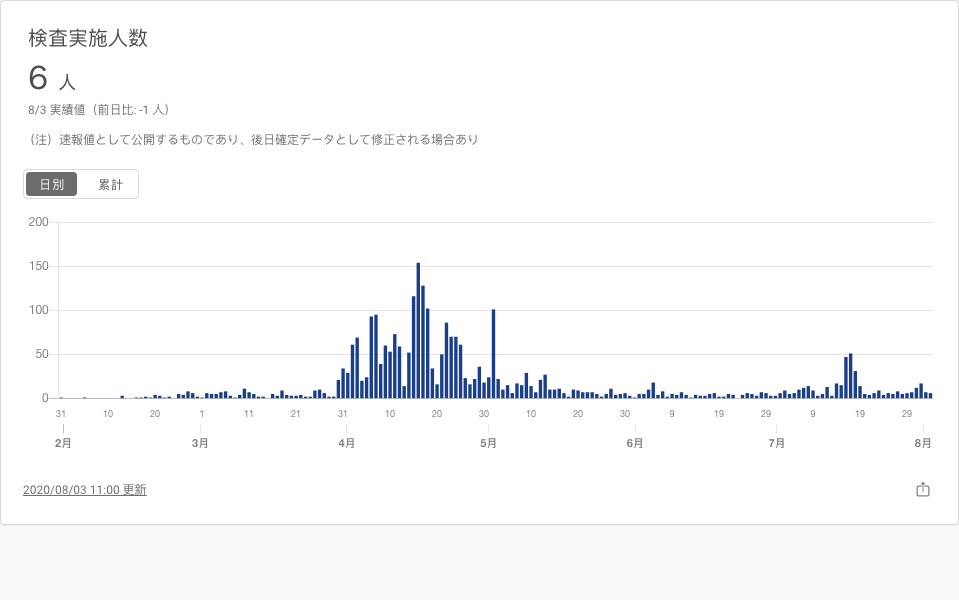 検査実施人数
6 人
8/3 実績値（前日比: -1 人）
（注）速報値として公開するものであり、後日確定データとして修正される場合あり
日別 累計
200
150
100
50
0
31 10 20 1 11 21 31 10 20 30 10 20 30 9 19 29 9 19 29
2月 3月 4月 5月 6月 7月 8月
2020/08/03 11:00 更新